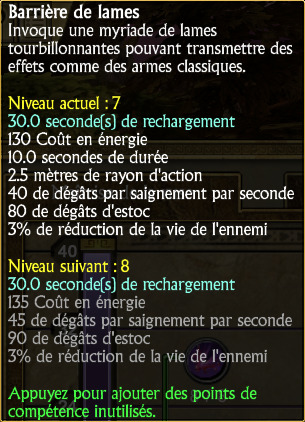 Barrière de lames
Invoque une myriade de lames
tourbillonnantes pouvant transmettre des
effets comme des armes classiques.
Niveau actuel : 7
30.0 seconde(s) de rechargement
130 Coût en énergie
10.0 secondes de durée
2.5 mètres de rayon d'action
40 de dégâts par saignement par seconde
80 de dégâts d'estoc
3% de réduction de la vie de l'ennemi
Niveau suivant : 8
30.0 seconde(s) de rechargement
135 Coût en énergie
45 de dégâts par saignement par seconde
90 de dégâts d'estoc
3% de réduction de la vie de l'ennemi
Appuyez pour ajouter des points de
compétence inutilisés.